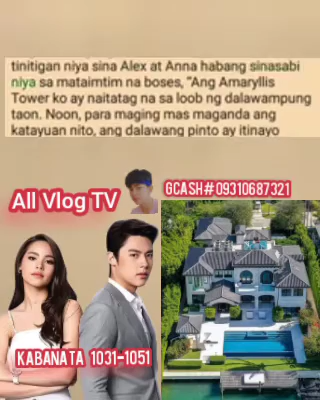 tinitigan niya sina Alex at Anna habang sinasabi
niya sa mataimtim na boses, "Ang Amaryllis
Tower ko ay naitatag na sa loob ng dalawampung
taon. Noon, para maging mas maganda ang
katayuan nito, ang dalawang pinto ay itinayo
GCASH# 09310687321
All Vlog TV
KABANATA 1031-1051